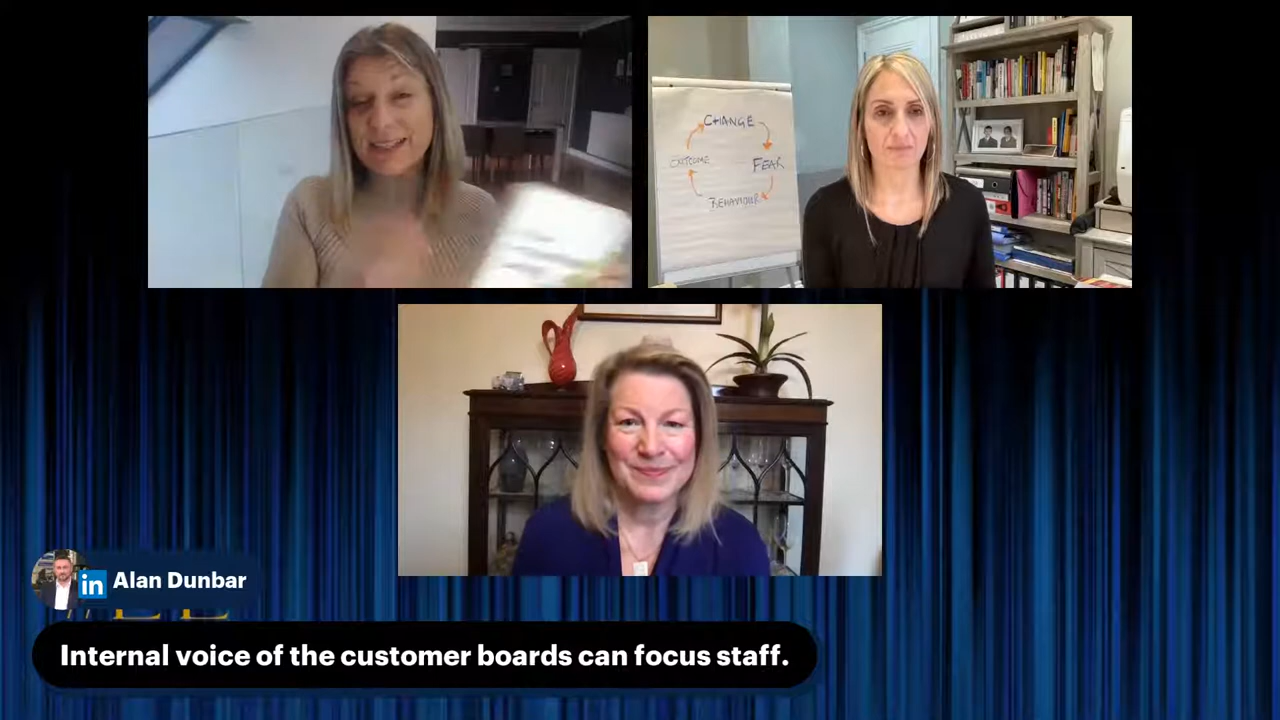 CHANGE
FEAR
BEHAVIOUR
OUTCOME
in Alan Dunbar
Internal voice of the customer boards can focus staff.